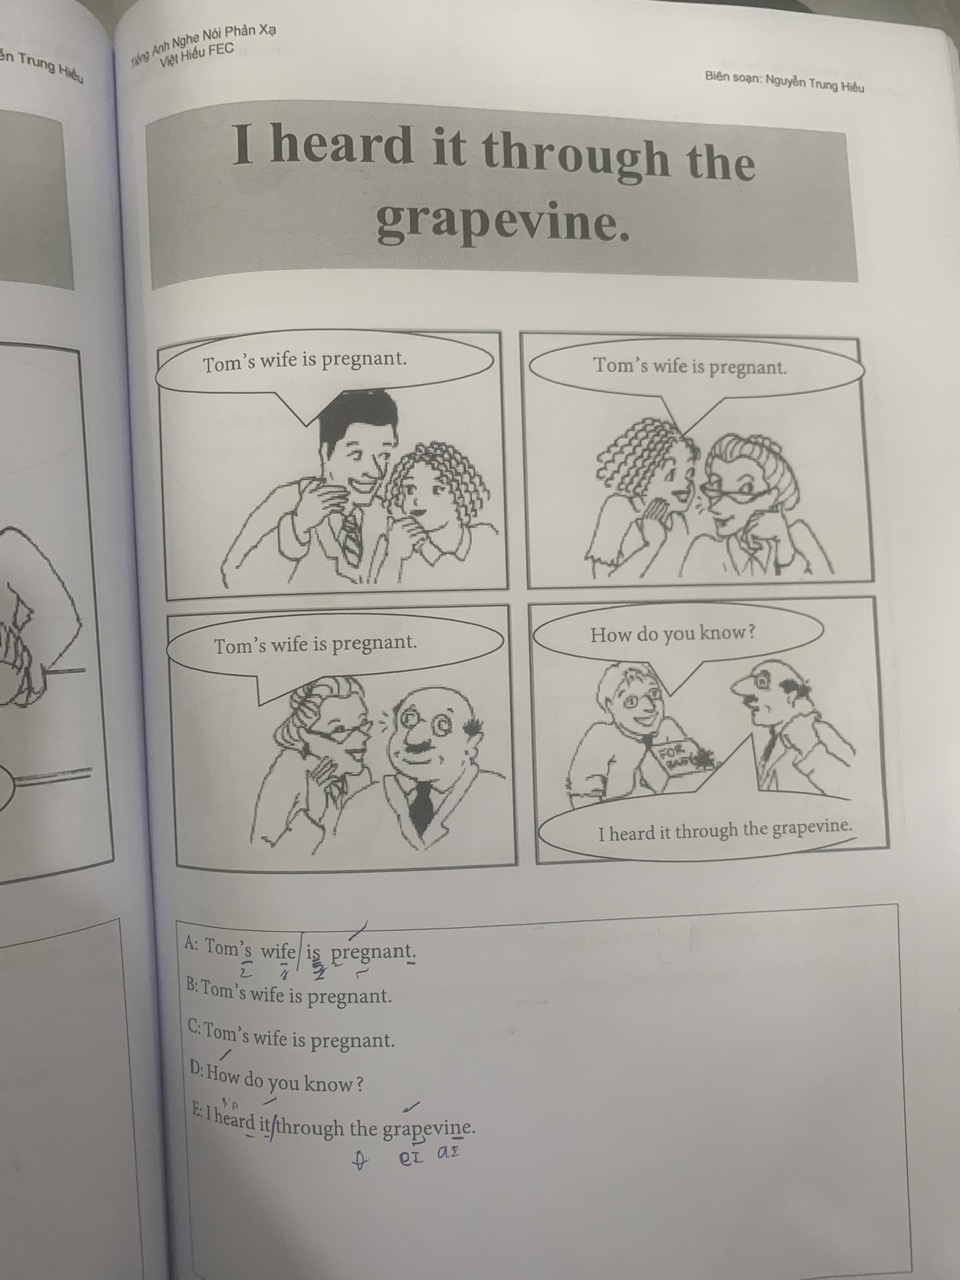 ễn Trung Hiếu
Tiếng Anh Nghe Nói Phản Xạ
Việt Hiếu FEC
Biên soạn: Nguyễn Trung Hiếu
I heard it through the
grapevine.
Tom's wife is pregnant.
Tom's wife is pregnant.
Tom's wife is pregnant.
How do you know?
FOR
I heard it through the grapevine.
A: Tom's wife/is pregnant.
z
B: Tom's wife is pregnant.
C: Tom's wife is pregnant.
D: How do you know?
E: I heard it/through the grapevine.
eɪ aɪ